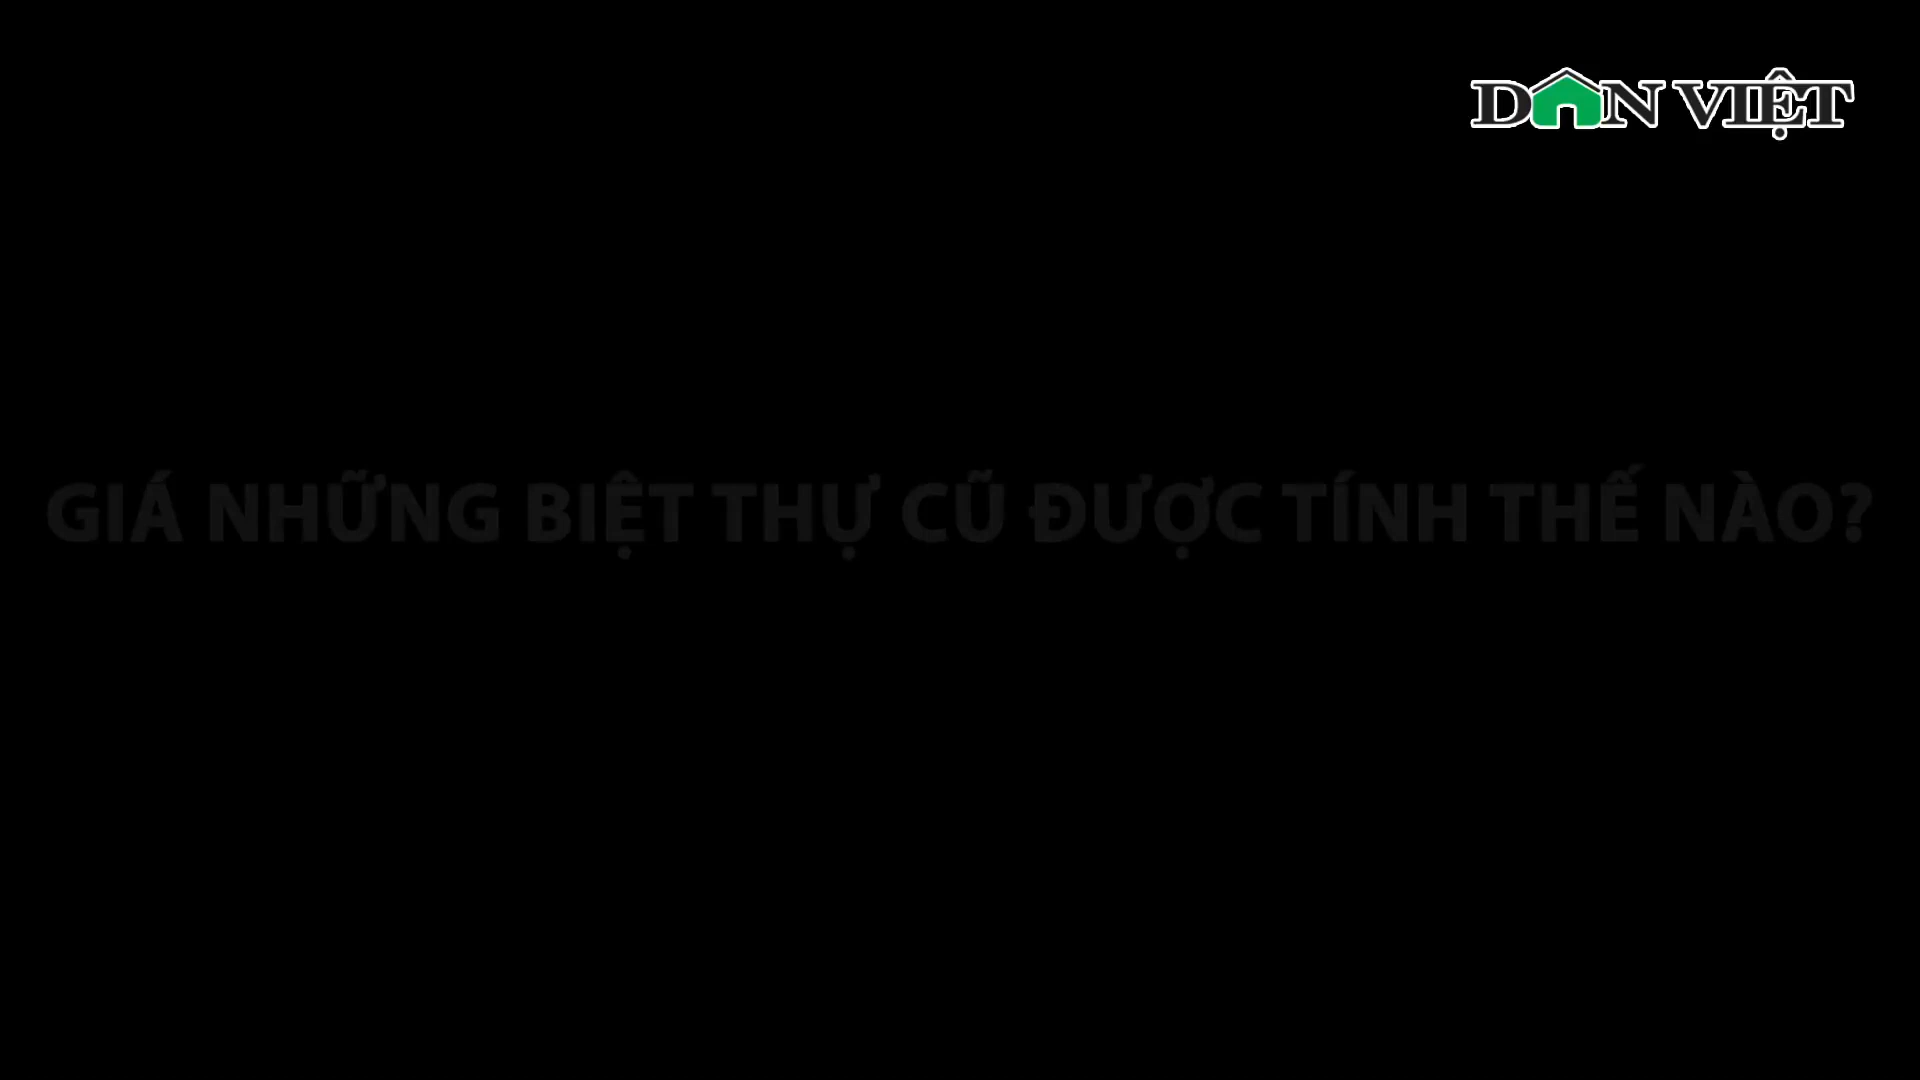 DÂN VIỆT
GIÁ NHỮNG BIỆT THỰ CŨ ĐƯỢC TÍNH THẾ NÀO?